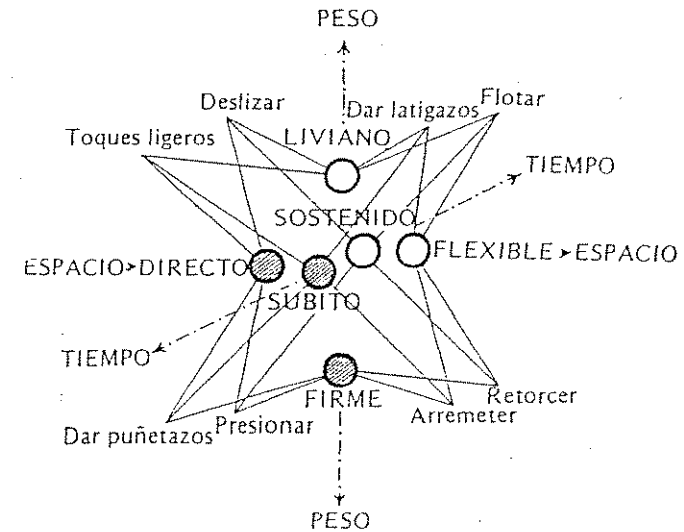 PESO
Deslizar
Dar latigazos
Flotar
Toques ligeros
LIVIANO
TIEMPO
SOSTENIDO
ESPACIO DIRECTO
FLEXIBLE ESPACIO
SUBITO
TIEMPO
FIRME
Retorcer
Arremeter
Presionar
Dar puñetazos
PESO